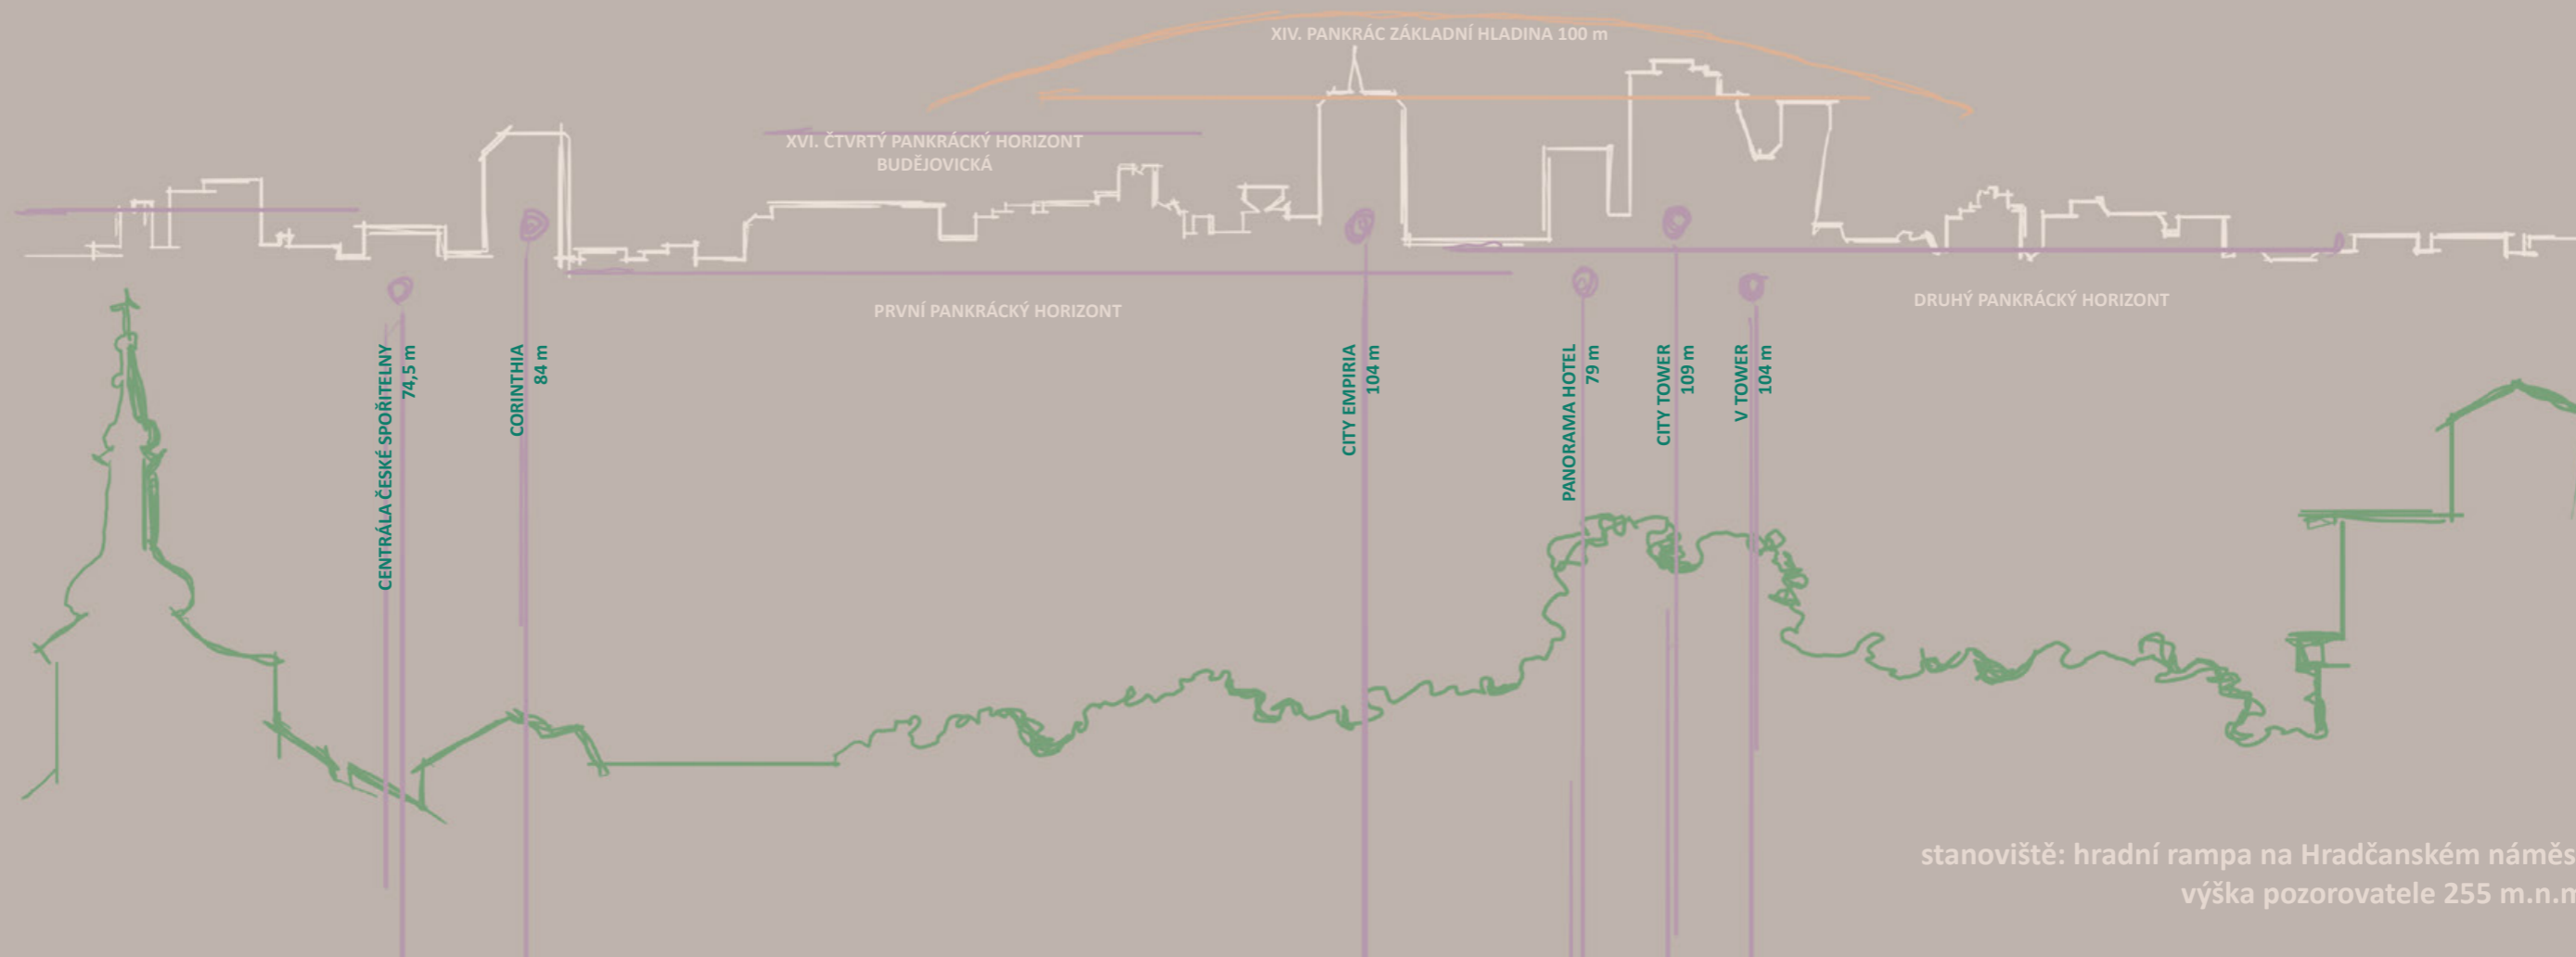 XIV. PANKRÁC ZÁKLADNÍ HLADINA 100 m
XVI. ČTVRTÝ PANKRÁCKÝ HORIZONT
BUDĚJOVICKÁ
PRVNÍ PANKRÁCKÝ HORIZONT
DRUHÝ PANKRÁCKÝ HORIZONT
CENTRÁLA ČESKÉ SPOŘITELNY
74,5 m
CORINTHIA
84 m
CITY EMPIRIA
104 m
PANORAMA HOTEL
79 m
CITY TOWER
109 m
V TOWER
104 m
stanoviště: hradní rampa na Hradčanském náměs
výška pozorovatele 255 m.n.m